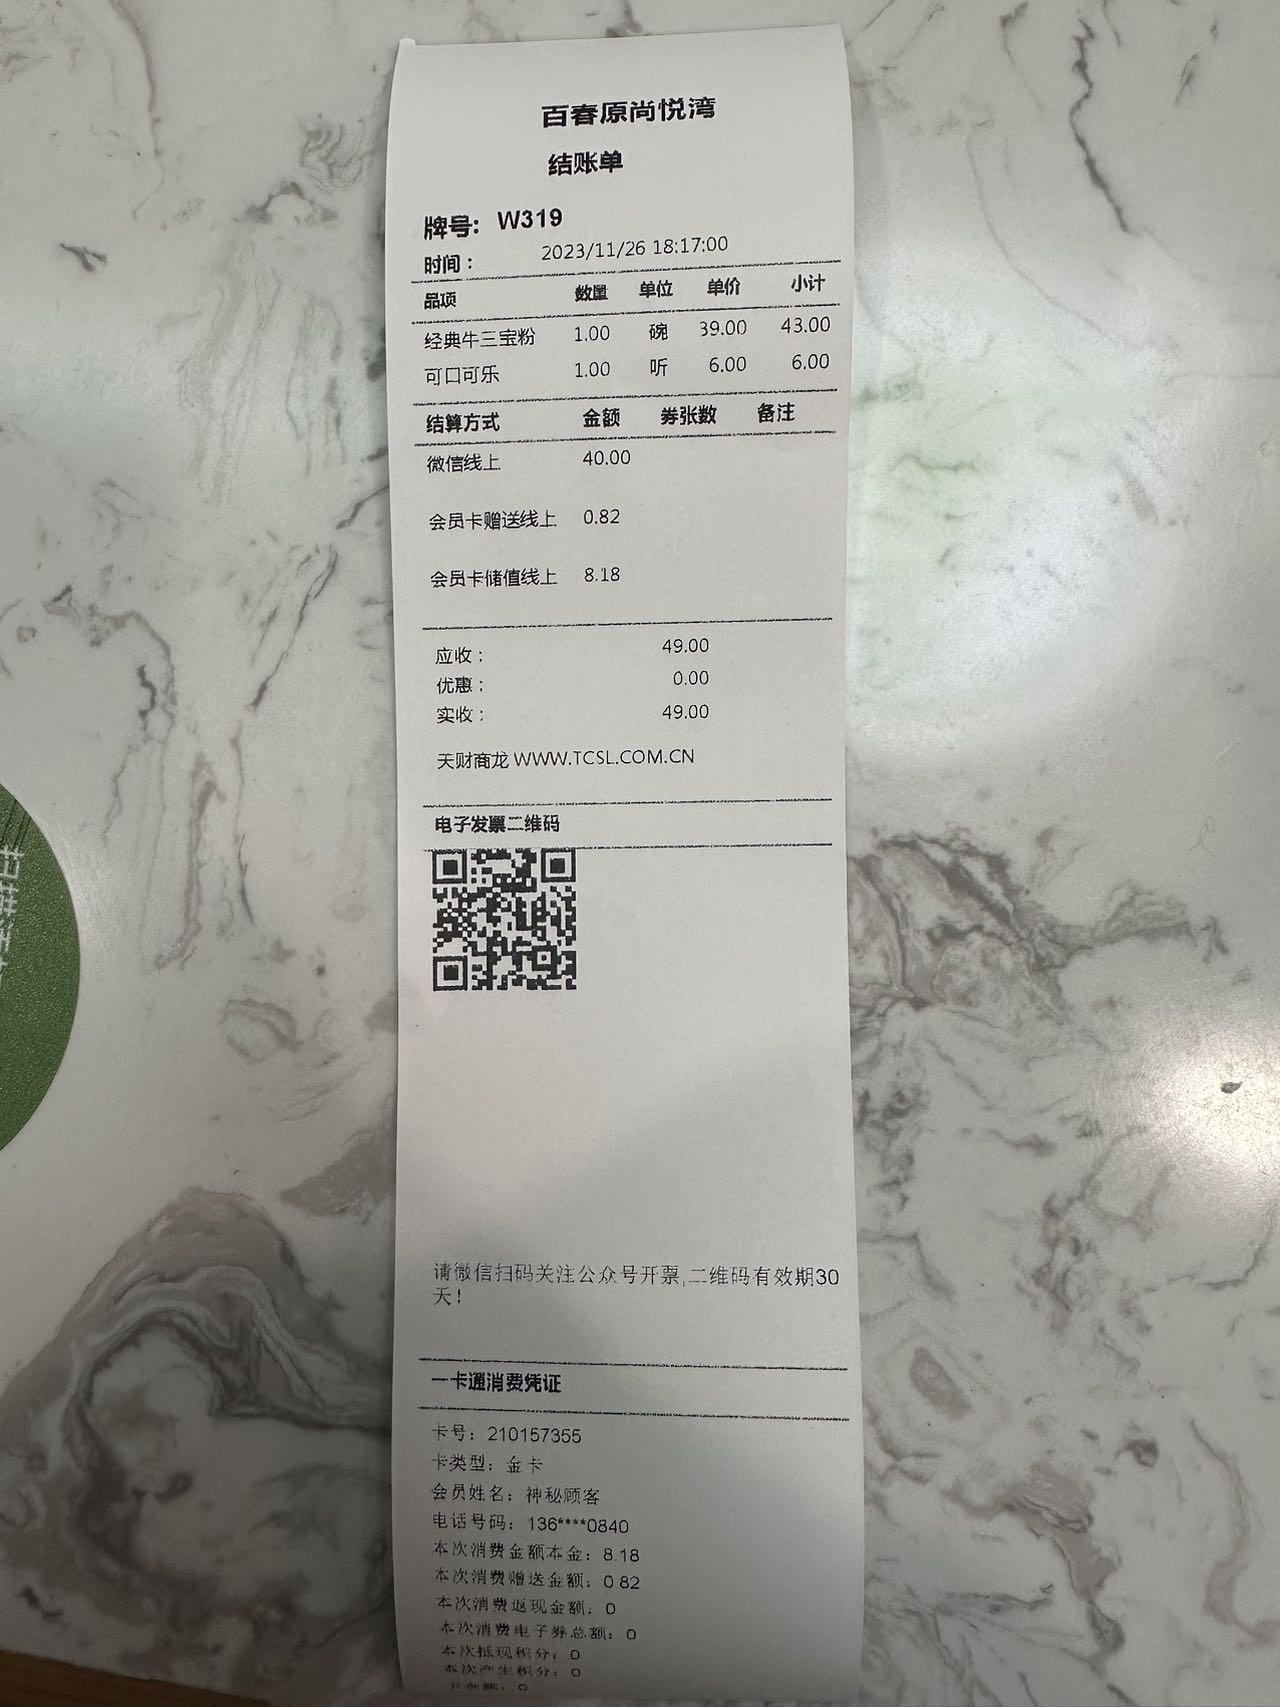 百春原尚悦湾
结账单
牌号: W319
时间: 2023/11/26 18:17:00
品项 数量 单位 单价 小计
经典牛三宝粉 1.00 碗 39.00 43.00
可口可乐 1.00 听 6.00 6.00
结算方式 金额 券张数 备注
微信线上 40.00
会员卡赠送线上 0.82
会员卡储值线上 8.18
应收: 49.00
优惠: 0.00
实收: 49.00
天财商龙 WWW.TCSL.COM.CN
电子发票二维码
请微信扫码关注公众号开票,二维码有效期30
天!
一卡通消费凭证
卡号: 210157355
卡类型: 金卡
会员姓名: 神秘顾客
电话号码: 136****0840
本次消费金额本金: 8.18
本次消费赠送金额: 0.82
本次消费返现金额: 0
本次消费电子券总额: 0
本次抵现积分: 0
本次产生积分: 0